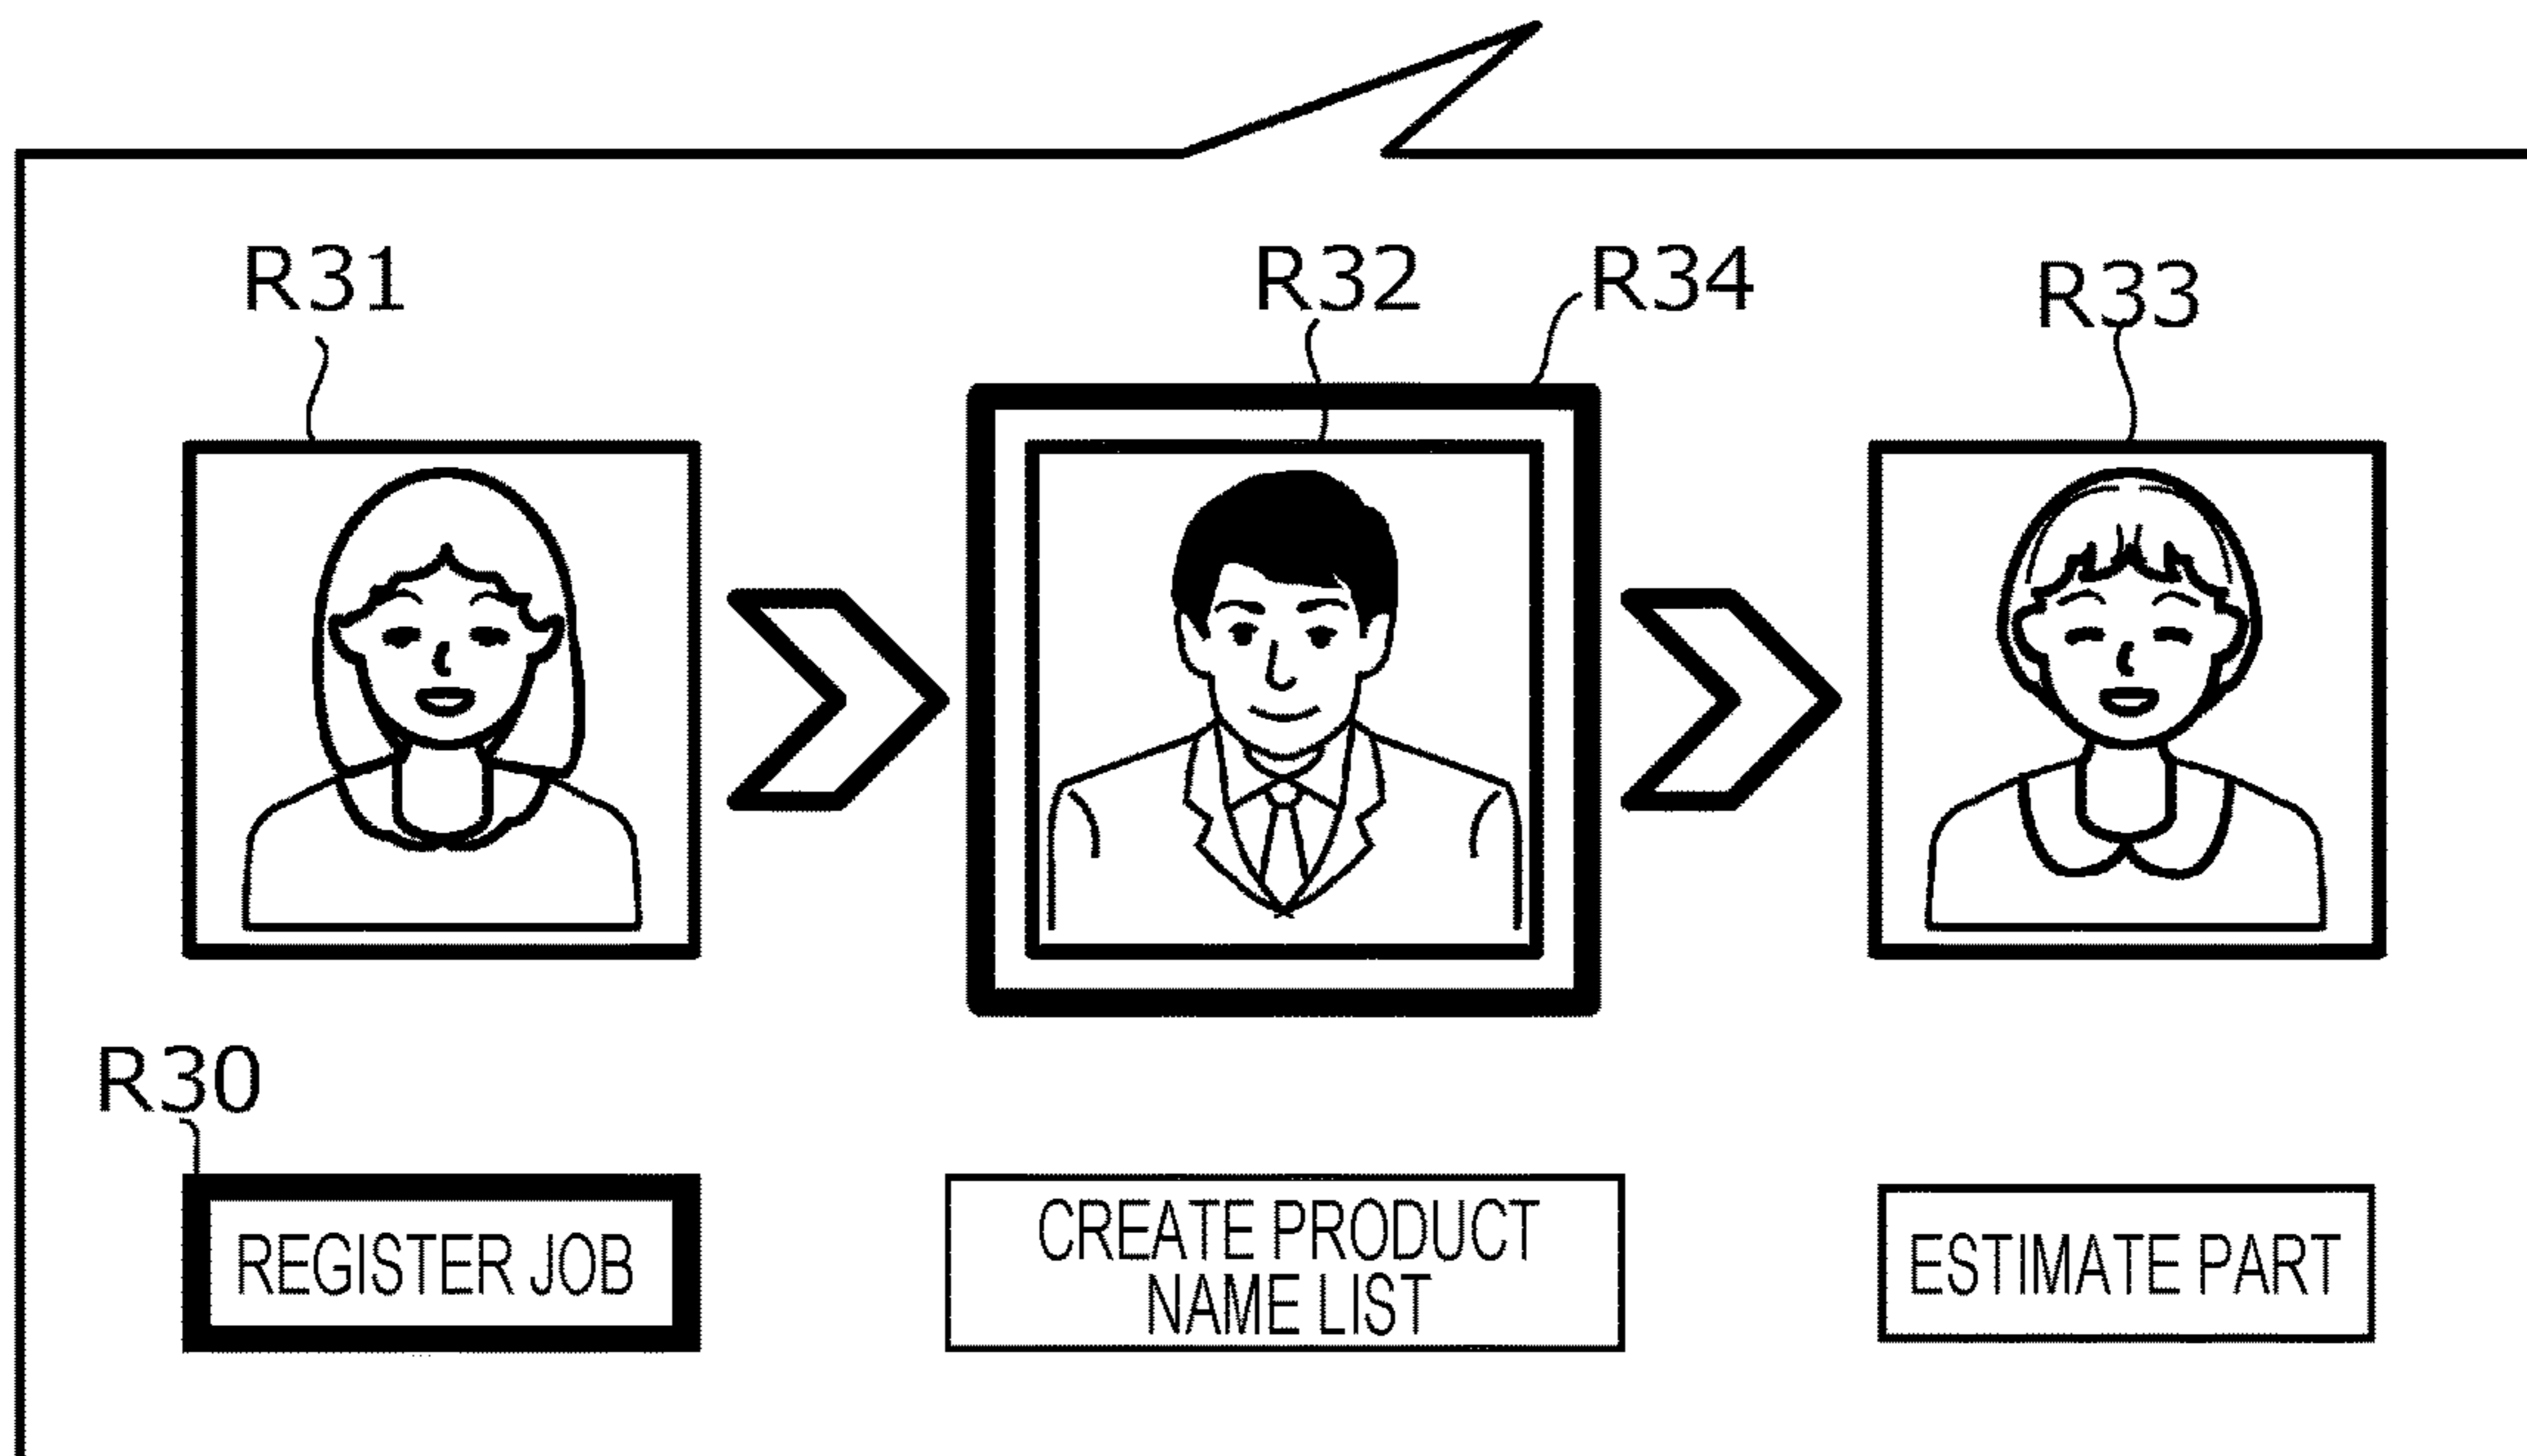 R31
R32
R34
R33
R30
REGISTER JOB
CREATE PRODUCT
NAME LIST
ESTIMATE PART